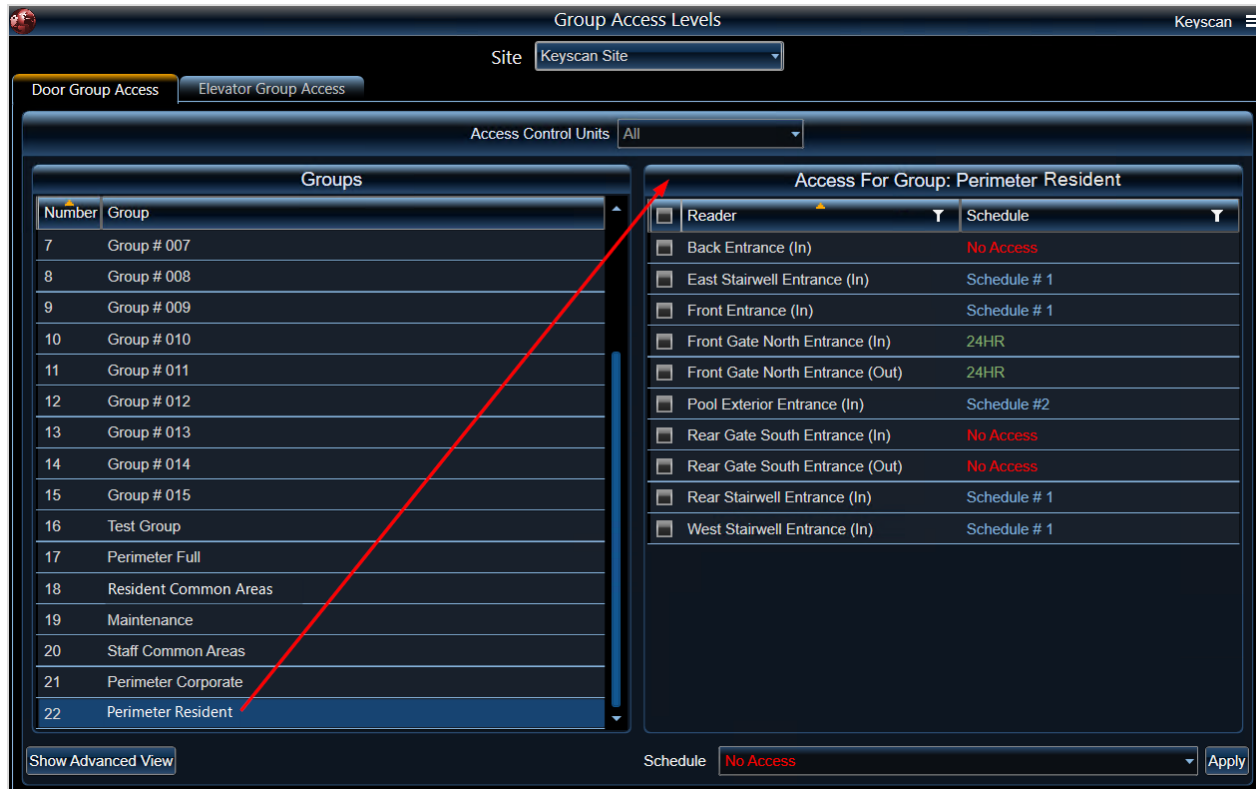 Group Access Levels
Keyscan
Site Keyscan Site
Door Group Access Elevator Group Access
Access Control Units All
Groups
Number Group
7 Group # 007
8 Group # 008
9 Group # 009
10 Group # 010
11 Group # 011
12 Group # 012
13 Group # 013
14 Group # 014
15 Group # 015
16 Test Group
17 Perimeter Full
18 Resident Common Areas
19 Maintenance
20 Staff Common Areas
21 Perimeter Corporate
22 Perimeter Resident
Access For Group: Perimeter Resident
Reader Schedule
Back Entrance (In) No Access
East Stairwell Entrance (In) Schedule # 1
Front Entrance (In) Schedule # 1
Front Gate North Entrance (In) 24HR
Front Gate North Entrance (Out) 24HR
Pool Exterior Entrance (In) Schedule #2
Rear Gate South Entrance (In) No Access
Rear Gate South Entrance (Out) No Access
Rear Stairwell Entrance (In) Schedule # 1
West Stairwell Entrance (In) Schedule # 1
Show Advanced View
Schedule No Access Apply